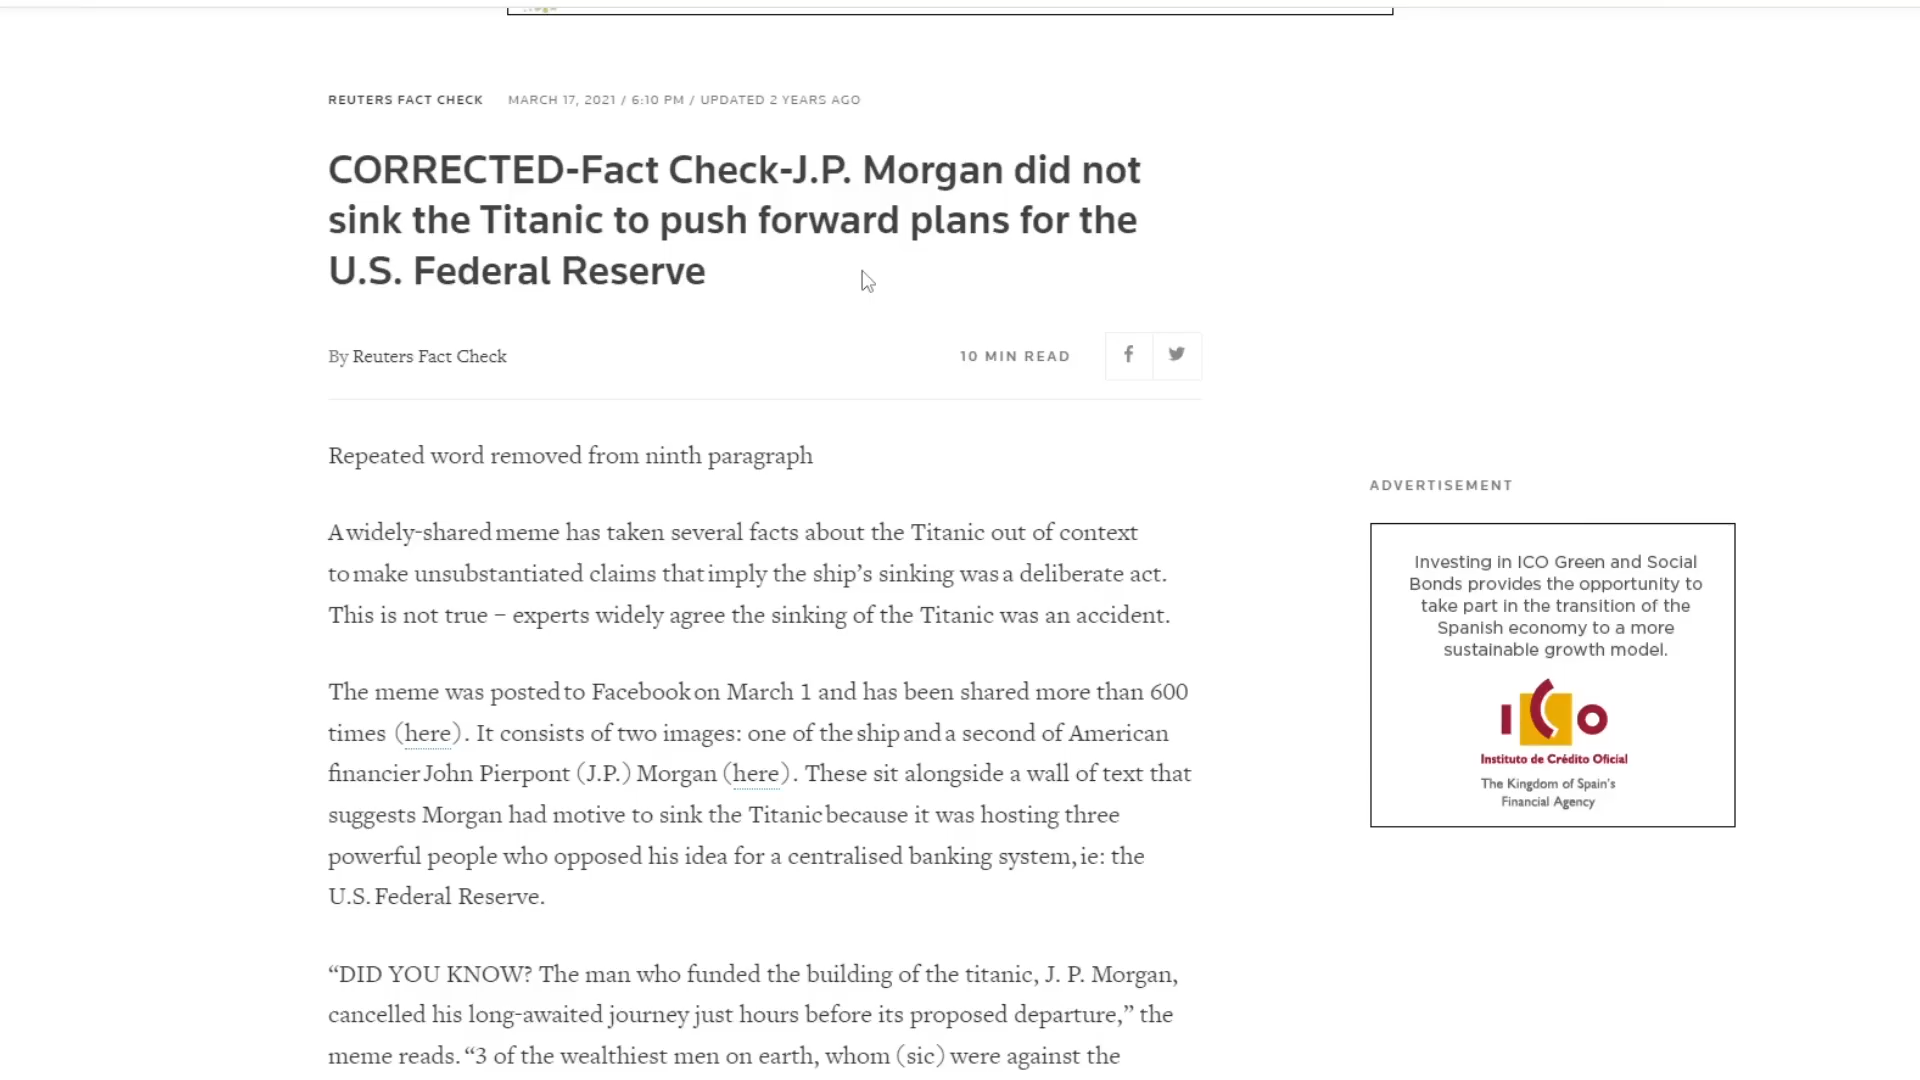 REUTERS FACT CHECK MARCH 17, 2021 / 6:10 PM / UPDATED 2 YEARS AGO
CORRECTED-Fact Check-J.P. Morgan did not
sink the Titanic to push forward plans for the
U.S. Federal Reserve
By Reuters Fact Check
10 MIN READ
Repeated word removed from ninth paragraph
A widely-shared meme has taken several facts about the Titanic out of context
to make unsubstantiated claims that imply the ship’s sinking was a deliberate act.
This is not true – experts widely agree the sinking of the Titanic was an accident.
The meme was posted to Facebook on March 1 and has been shared more than 600
times (here). It consists of two images: one of the ship and a second of American
financier John Pierpont (J.P.) Morgan (here). These sit alongside a wall of text that
suggests Morgan had motive to sink the Titanic because it was hosting three
powerful people who opposed his idea for a centralised banking system, ie: the
U.S. Federal Reserve.
“DID YOU KNOW? The man who funded the building of the titanic, J. P. Morgan,
cancelled his long-awaited journey just hours before its proposed departure,” the
meme reads. “3 of the wealthiest men on earth, whom (sic) were against the
ADVERTISEMENT
Investing in ICO Green and Social
Bonds provides the opportunity to
take part in the transition of the
Spanish economy to a more
sustainable growth model.
ICO
Instituto de Crédito Oficial
The Kingdom of Spain's
Financial Agency